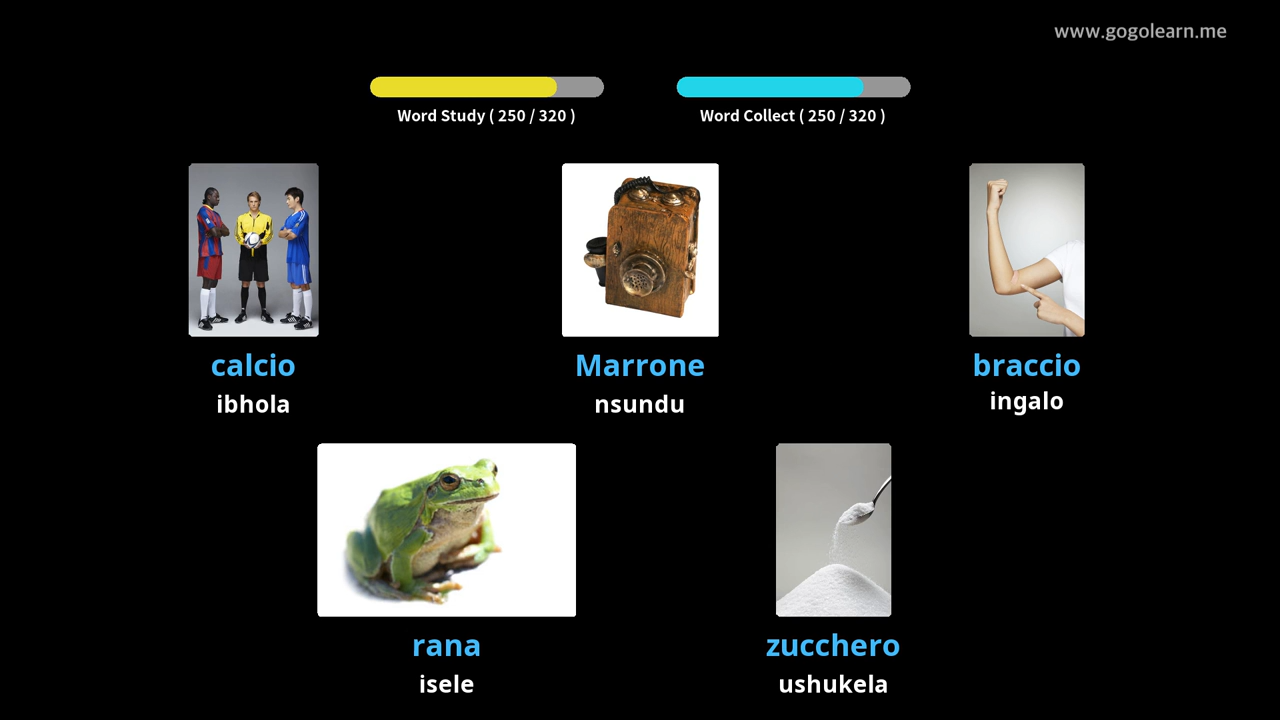 www.gogolearn.me
Word Study ( 250 / 320 )
Word Collect ( 250 / 320 )
calcio
ibhola
Marrone
nsundu
braccio
ingalo
rana
isele
zucchero
ushukela